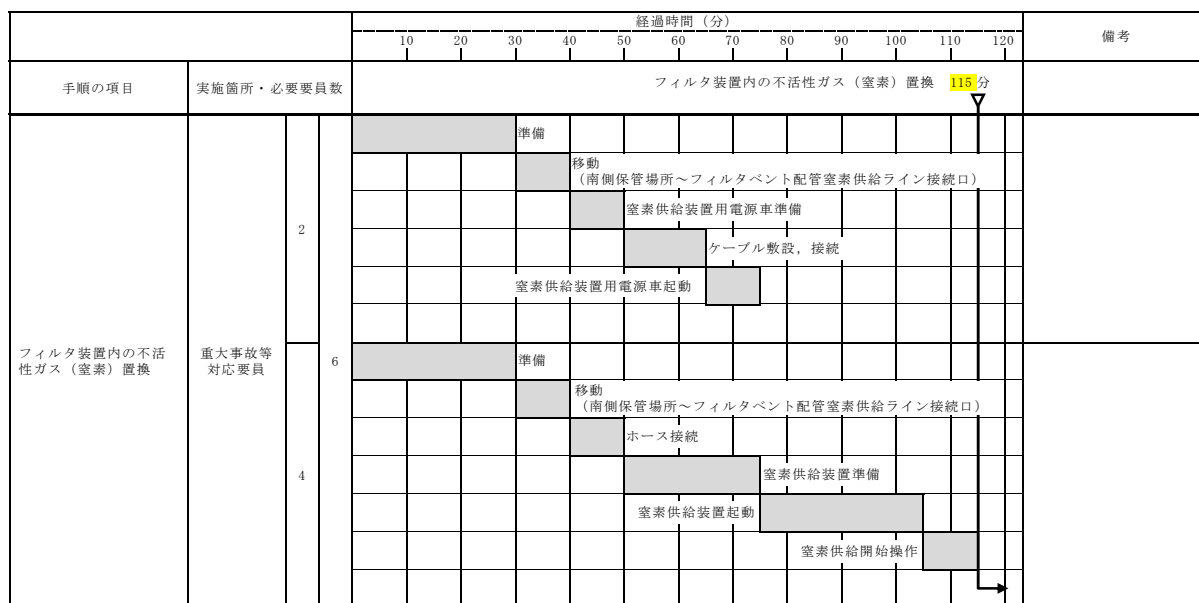 経過時間（分）
備考
10 20 30 40 50 60 70 80 90 100 110 120
手順の項目
実施箇所・必要要員数
フィルタ装置内の不活性ガス（窒素）置換 115分
フィルタ装置内の不活
性ガス（窒素）置換
重大事故等
対応要員
6
2
準備
移動
（南側保管場所～フィルタベント配管窒素供給ライン接続口）
窒素供給装置用電源車準備
ケーブル敷設，接続
窒素供給装置用電源車起動
4
準備
移動
（南側保管場所～フィルタベント配管窒素供給ライン接続口）
ホース接続
窒素供給装置準備
窒素供給装置起動
窒素供給開始操作